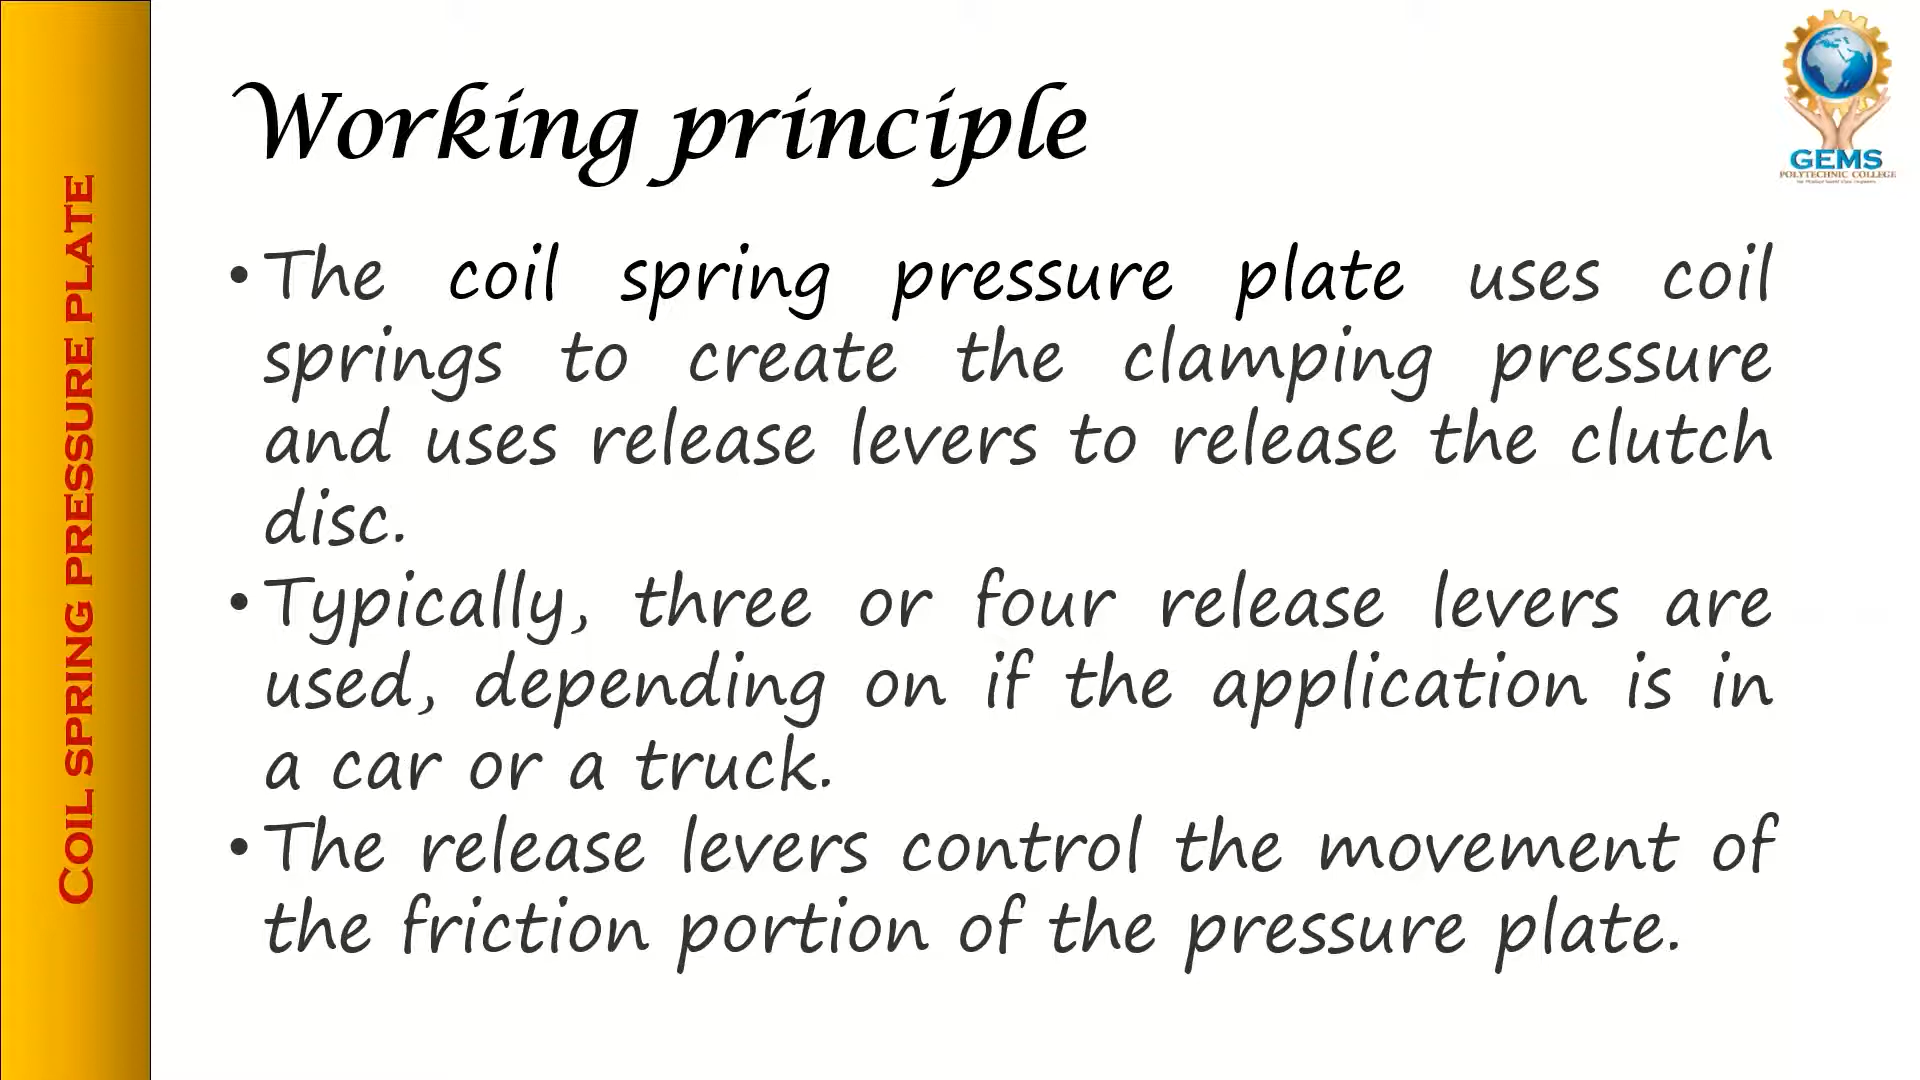 COIL SPRING PRESSURE PLATE
Working principle
GEMS
POLYTECHNIC COLLEGE
• The coil spring pressure plate uses coil
springs to create the clamping pressure
and uses release levers to release the clutch
disc.
• Typically, three or four release levers are
used, depending on if the application is in
a car or a truck.
• The release levers control the movement of
the friction portion of the pressure plate.